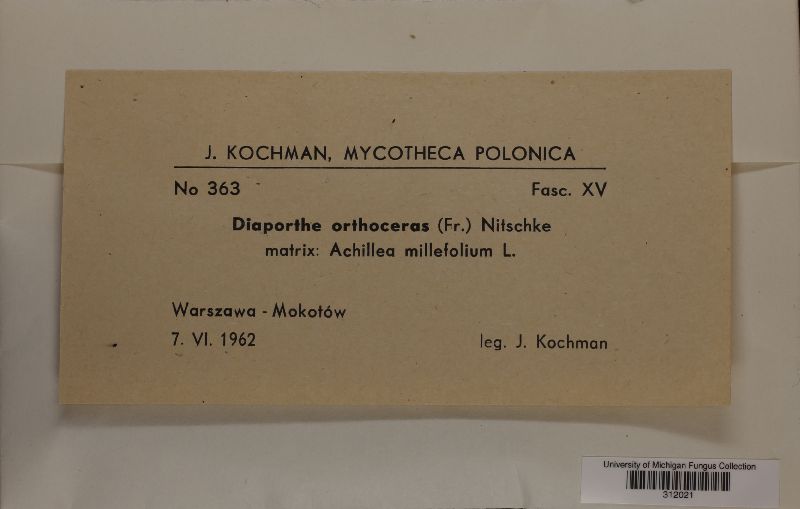 J. KOCHMAN, MYCOTHECA POLONICA
No 363 Fasc. XV
Diaporthe orthoceras (Fr.) Nitschke
matrix: Achillea millefolium L.
Warszawa - Mokotów
7. VI. 1962 leg. J. Kochman
University of Michigan Fungus Collection
312021